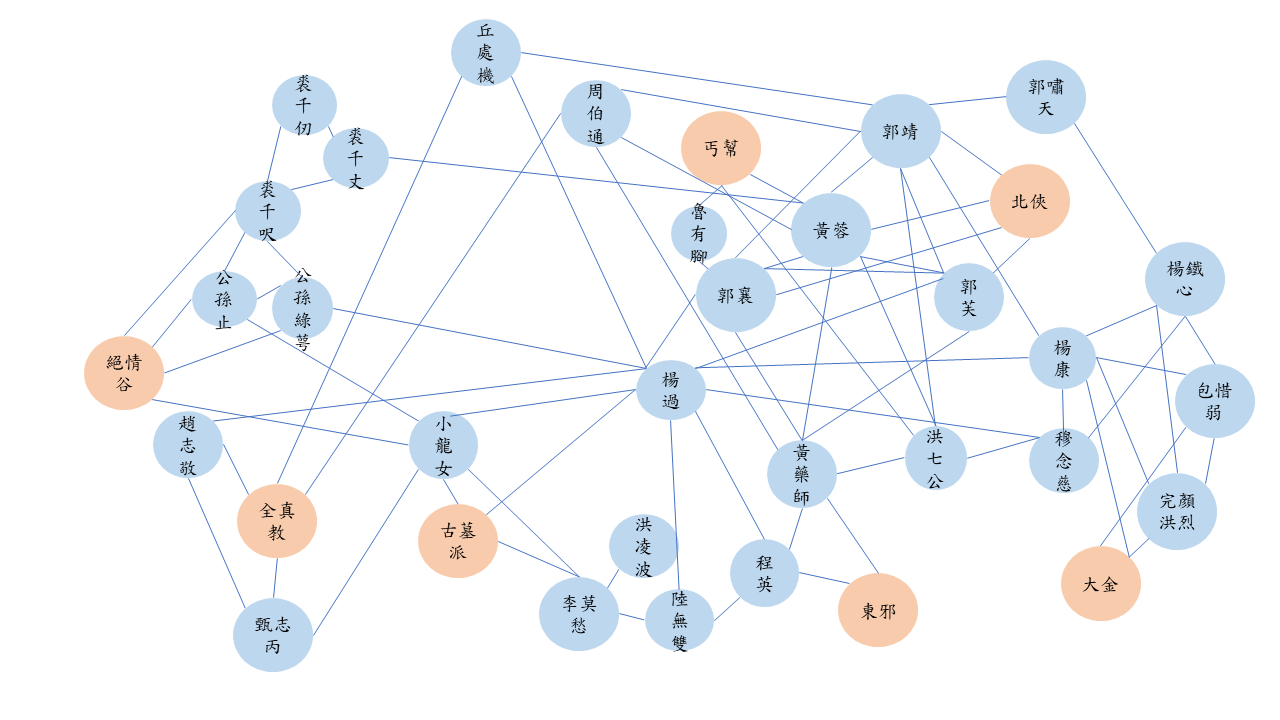 丘
處
機
裘
千
仞
周
伯
通
郭嘯
天
郭靖
裘
千
丈
丐幫
裘
千
呎
北俠
魯
有
腳
黃蓉
楊鐵
心
公
孫
止
公
孫
綠
萼
郭襄
郭
芙
絕情
谷
楊
過
楊
康
包惜
弱
趙
志
敬
小
龍
女
洪
七
公
穆
念
慈
黃
藥
師
全真
教
古墓
派
完顏
洪烈
洪
凌
波
程
英
大金
李莫
愁
陸
無
雙
東邪
甄志
丙